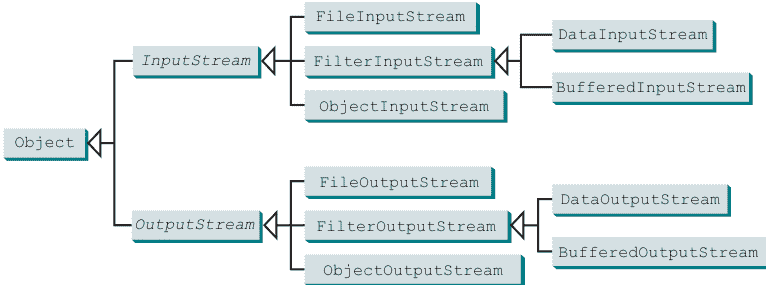 Object
InputStream
FileInputStream
FilterInputStream
ObjectInputStream
DataInputStream
BufferedInputStream
OutputStream
FileOutputStream
FilterOutputStream
ObjectOutputStream
DataOutputStream
BufferedOutputStream